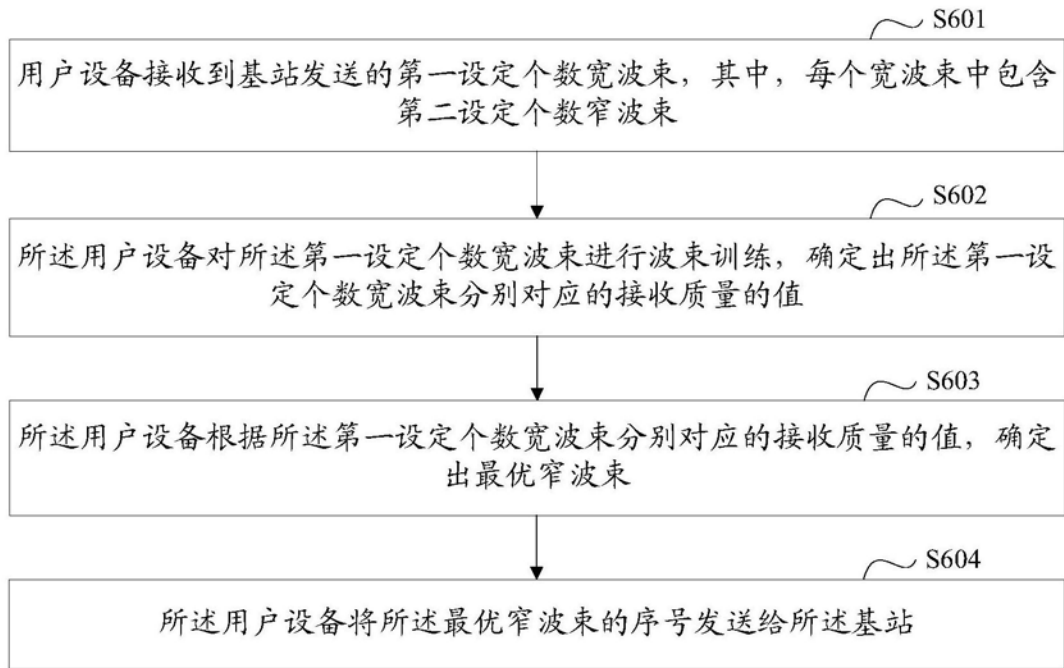 S601
用户设备接收到基站发送的第一设定个数宽波束，其中，每个宽波束中包含
第二设定个数窄波束
S602
所述用户设备对所述第一设定个数宽波束进行波束训练，确定出所述第一设
定个数宽波束分别对应的接收质量的值
S603
所述用户设备根据所述第一设定个数宽波束分别对应的接收质量的值，确定
出最优窄波束
S604
所述用户设备将所述最优窄波束的序号发送给所述基站